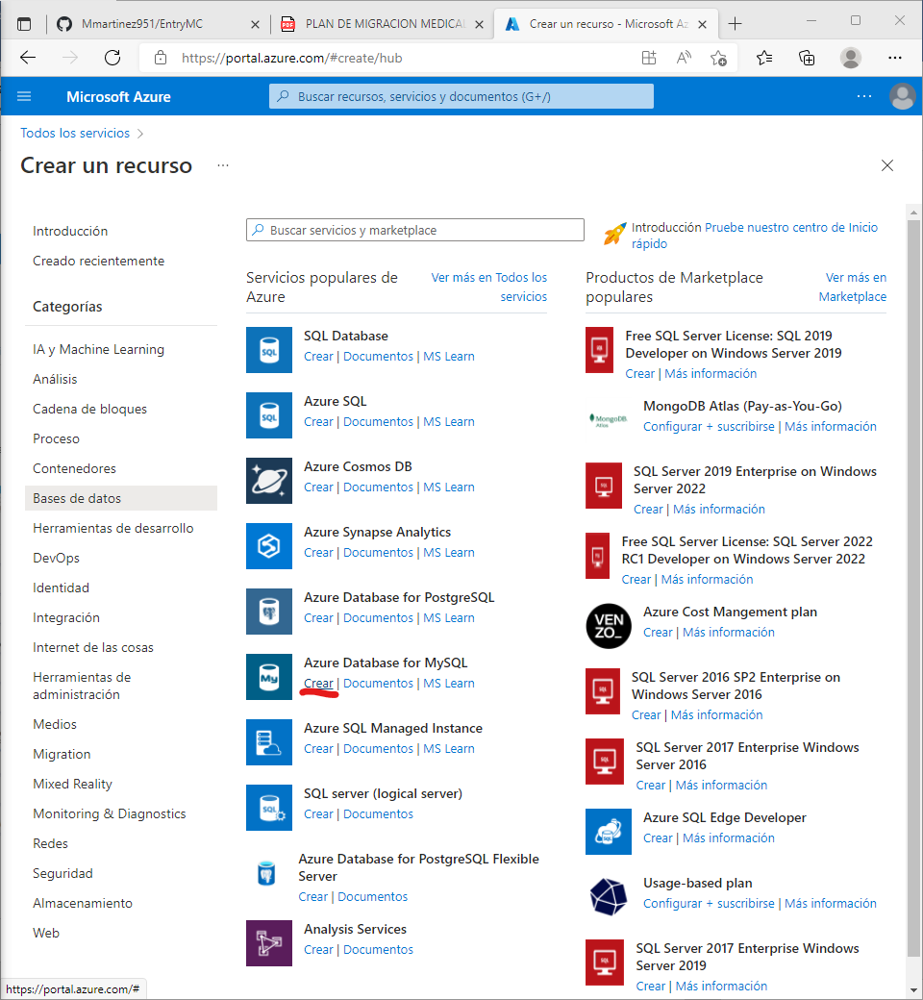 Mmartinez951/EntryMC
PLAN DE MIGRACION MEDICAL
Crear un recurso - Microsoft Az
https://portal.azure.com/#create/hub
Microsoft Azure
Buscar recursos, servicios y documentos (G+/)
Todos los servicios
Crear un recurso
Introducción
Creado recientemente
Categorías
IA y Machine Learning
Análisis
Cadena de bloques
Proceso
Contenedores
Bases de datos
Herramientas de desarrollo
DevOps
Identidad
Integración
Internet de las cosas
Herramientas de
administración
Medios
Migration
Mixed Reality
Monitoring & Diagnostics
Redes
Seguridad
Almacenamiento
Web
Buscar servicios y marketplace
Introducción Pruebe nuestro centro de Inicio
rápido
Servicios populares de
Azure
Ver más en Todos los
servicios
SQL Database
Crear | Documentos | MS Learn
Azure SQL
Crear | Documentos | MS Learn
Azure Cosmos DB
Crear | Documentos | MS Learn
Azure Synapse Analytics
Crear | Documentos | MS Learn
Azure Database for PostgreSQL
Crear | Documentos | MS Learn
Azure Database for MySQL
Crear | Documentos | MS Learn
Azure SQL Managed Instance
Crear | Documentos | MS Learn
SQL server (logical server)
Crear | Documentos
Azure Database for PostgreSQL Flexible
Server
Crear | Documentos
Analysis Services
Crear | Documentos
Productos de Marketplace
populares
Ver más en
Marketplace
Free SQL Server License: SQL 2019
Developer on Windows Server 2019
Crear | Más información
MongoDB Atlas (Pay-as-You-Go)
Configurar + suscribirse | Más información
SQL Server 2019 Enterprise on Windows
Server 2022
Crear | Más información
Free SQL Server License: SQL Server 2022
RC1 Developer on Windows Server 2022
Crear | Más información
VEN
ZO_
Azure Cost Mangement plan
Crear | Más información
SQL Server 2016 SP2 Enterprise on
Windows Server 2016
Crear | Más información
SQL Server 2017 Enterprise Windows
Server 2016
Crear | Más información
Azure SQL Edge Developer
Crear | Más información
Usage-based plan
Configurar + suscribirse | Más información
SQL Server 2017 Enterprise Windows
Server 2019
Crear | Más información
https://portal.azure.com/#